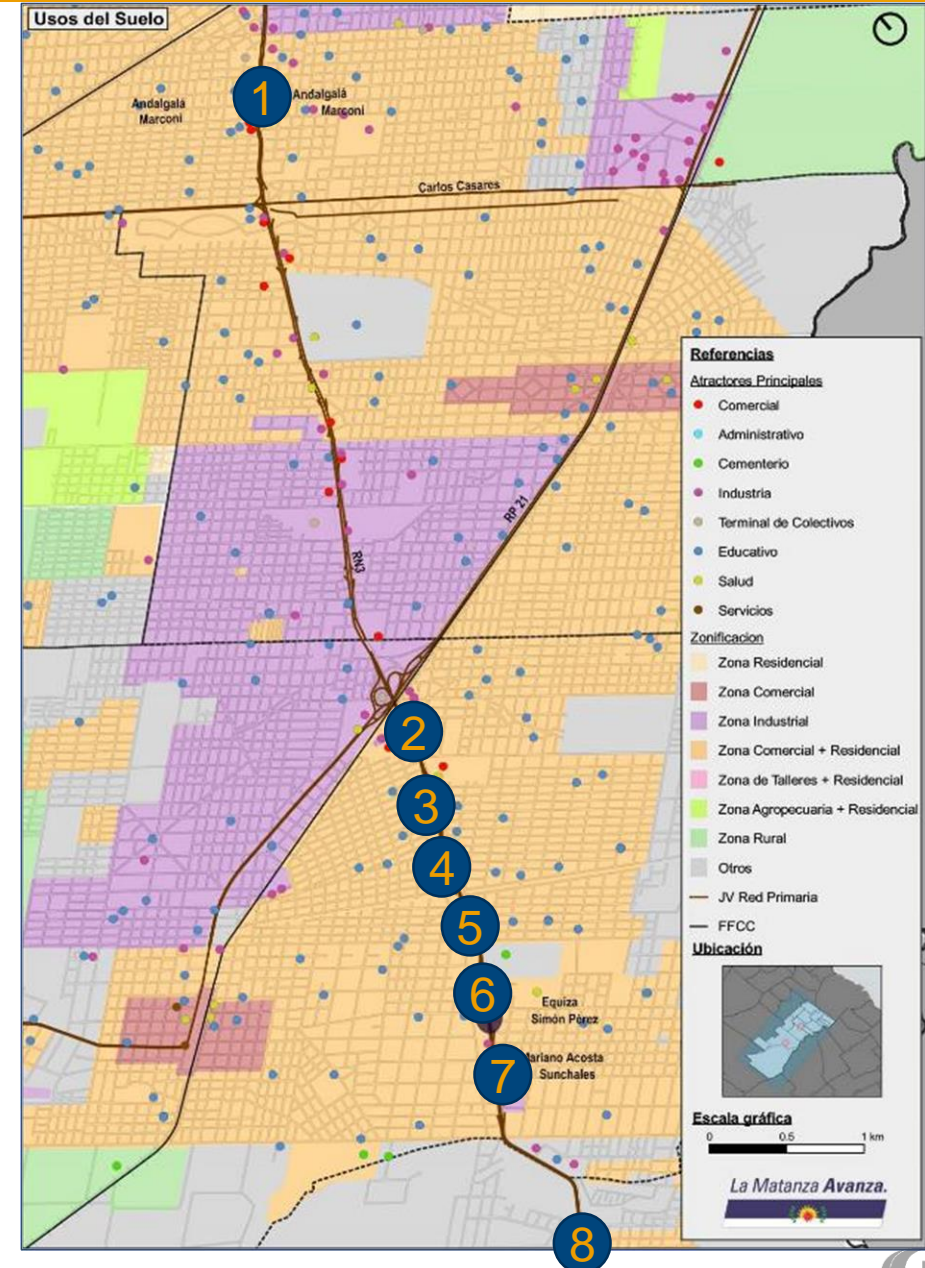 Usos del Suelo
1
Andalgalá
Marconi
Andalgalá
Marconi
Carlos Casares
RP 21
RN3
2
3
4
5
6
Equiza
Simón Pérez
7
Mariano Acosta
Sunchales
8
Referencias
Atractores Principales
Comercial
Administrativo
Cementerio
Industria
Terminal de Colectivos
Educativo
Salud
Servicios
Zonificacion
Zona Residencial
Zona Comercial
Zona Industrial
Zona Comercial + Residencial
Zona de Talleres + Residencial
Zona Agropecuaria + Residencial
Zona Rural
Otros
JV Red Primaria
FFCC
Ubicación
Escala gráfica
0 0.5 1 km
La Matanza Avanza.